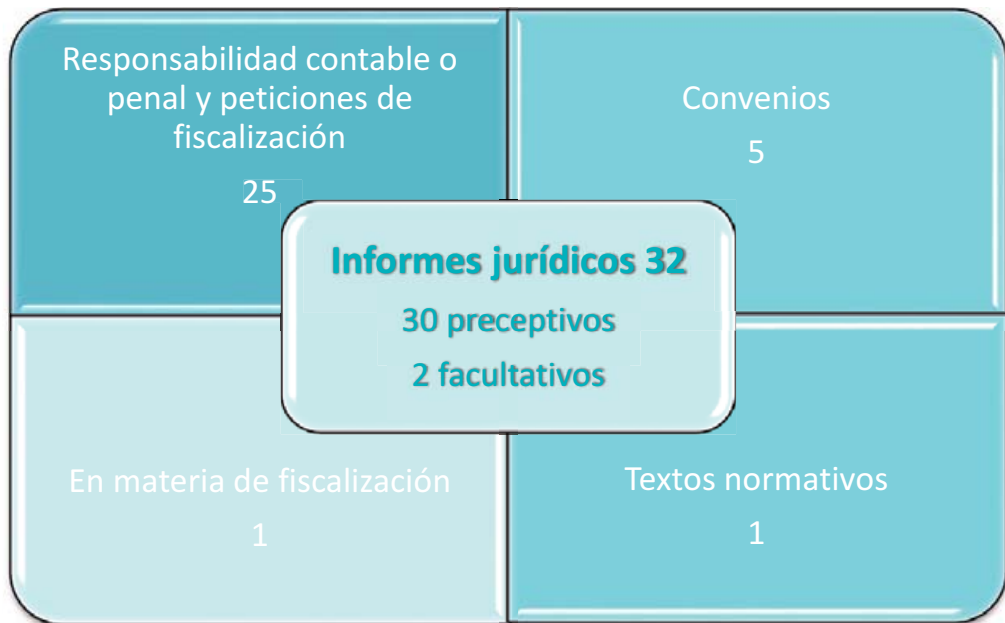 Responsabilidad contable o
penal y peticiones de
fiscalización
25
Convenios
5
Informes jurídicos 32
30 preceptivos
2 facultativos
En materia de fiscalización
1
Textos normativos
1